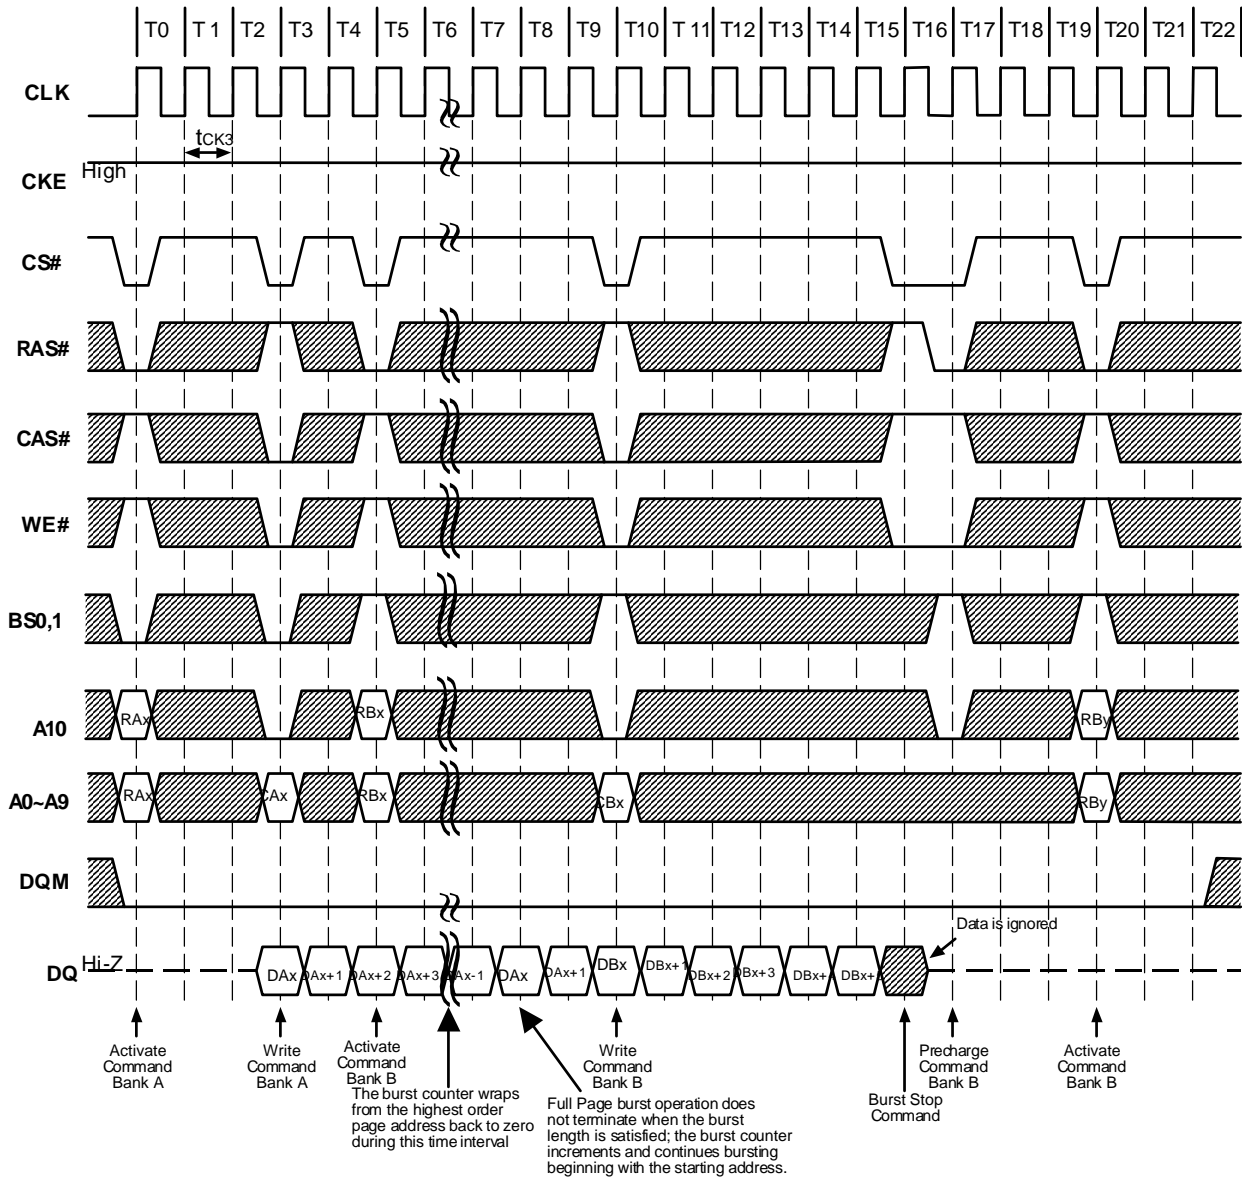 T0 T 1 T2 T3 T4 T5 T6 T7 T8 T9 T10 T 11 T12 T13 T14 T15 T16 T17 T18 T19 T20 T21 T22
CLK
tCK3
High
CKE
CS#
RAS#
CAS#
WE#
BS0,1
A10
RAx RBx RBy
A0~A9
RAx CAx RBx CBx RBy
DQM
Data is ignored
Hi-Z
DQ
DAx DAx+1 DAx+2 DAx+3 DAx-1 DAx DAx+1 DBx DBx+1 DBx+2 DBx+3
Activate
Command
Bank A
Write
Command
Bank A
Activate
Command
Bank B
The burst counter wraps
from the highest order
page address back to zero
during this time interval
Full Page burst operation does
not terminate when the burst
length is satisfied; the burst counter
increments and continues bursting
beginning with the starting address.
Write
Command
Bank B
Burst Stop
Command
Precharge
Command
Bank B
Activate
Command
Bank B